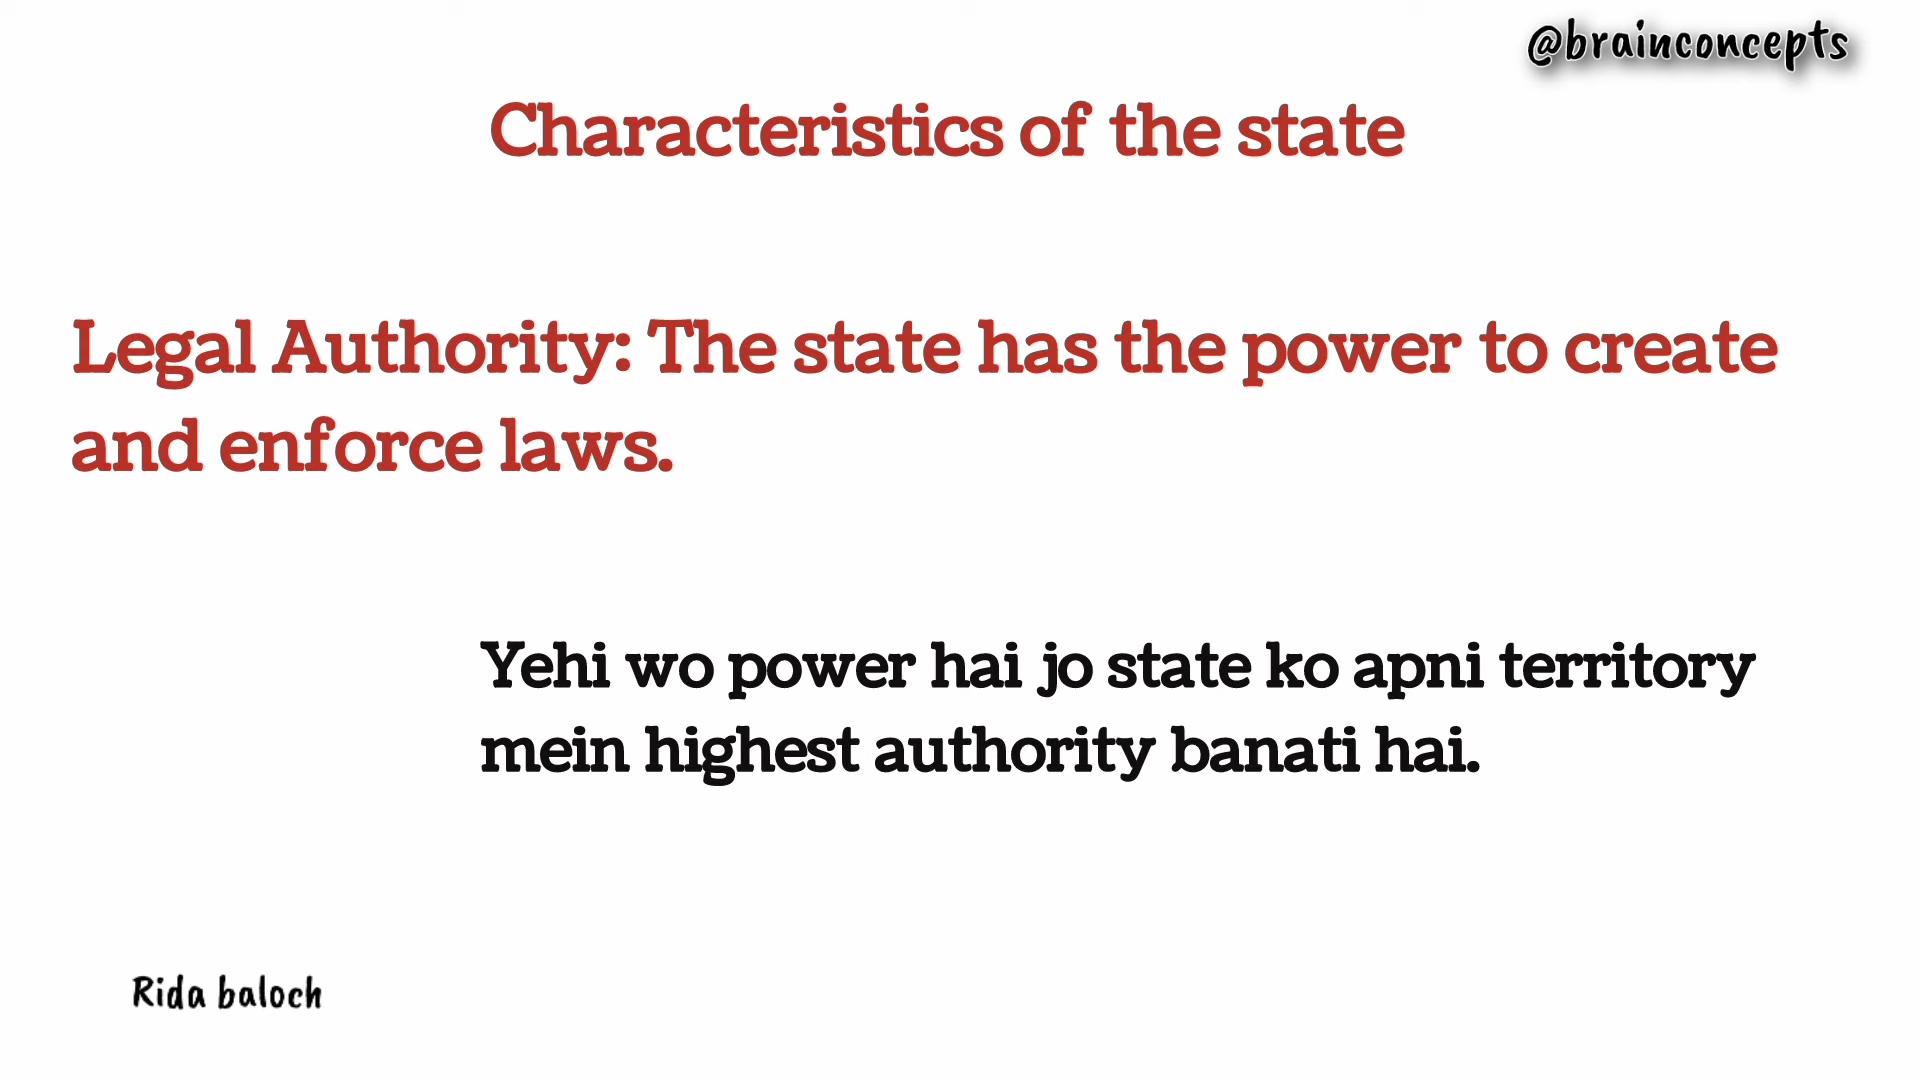 @brainconcepts
Characteristics of the state
Legal Authority: The state has the power to create
and enforce laws.
Yehi wo power hai jo state ko apni territory
mein highest authority banati hai.
Rida baloch